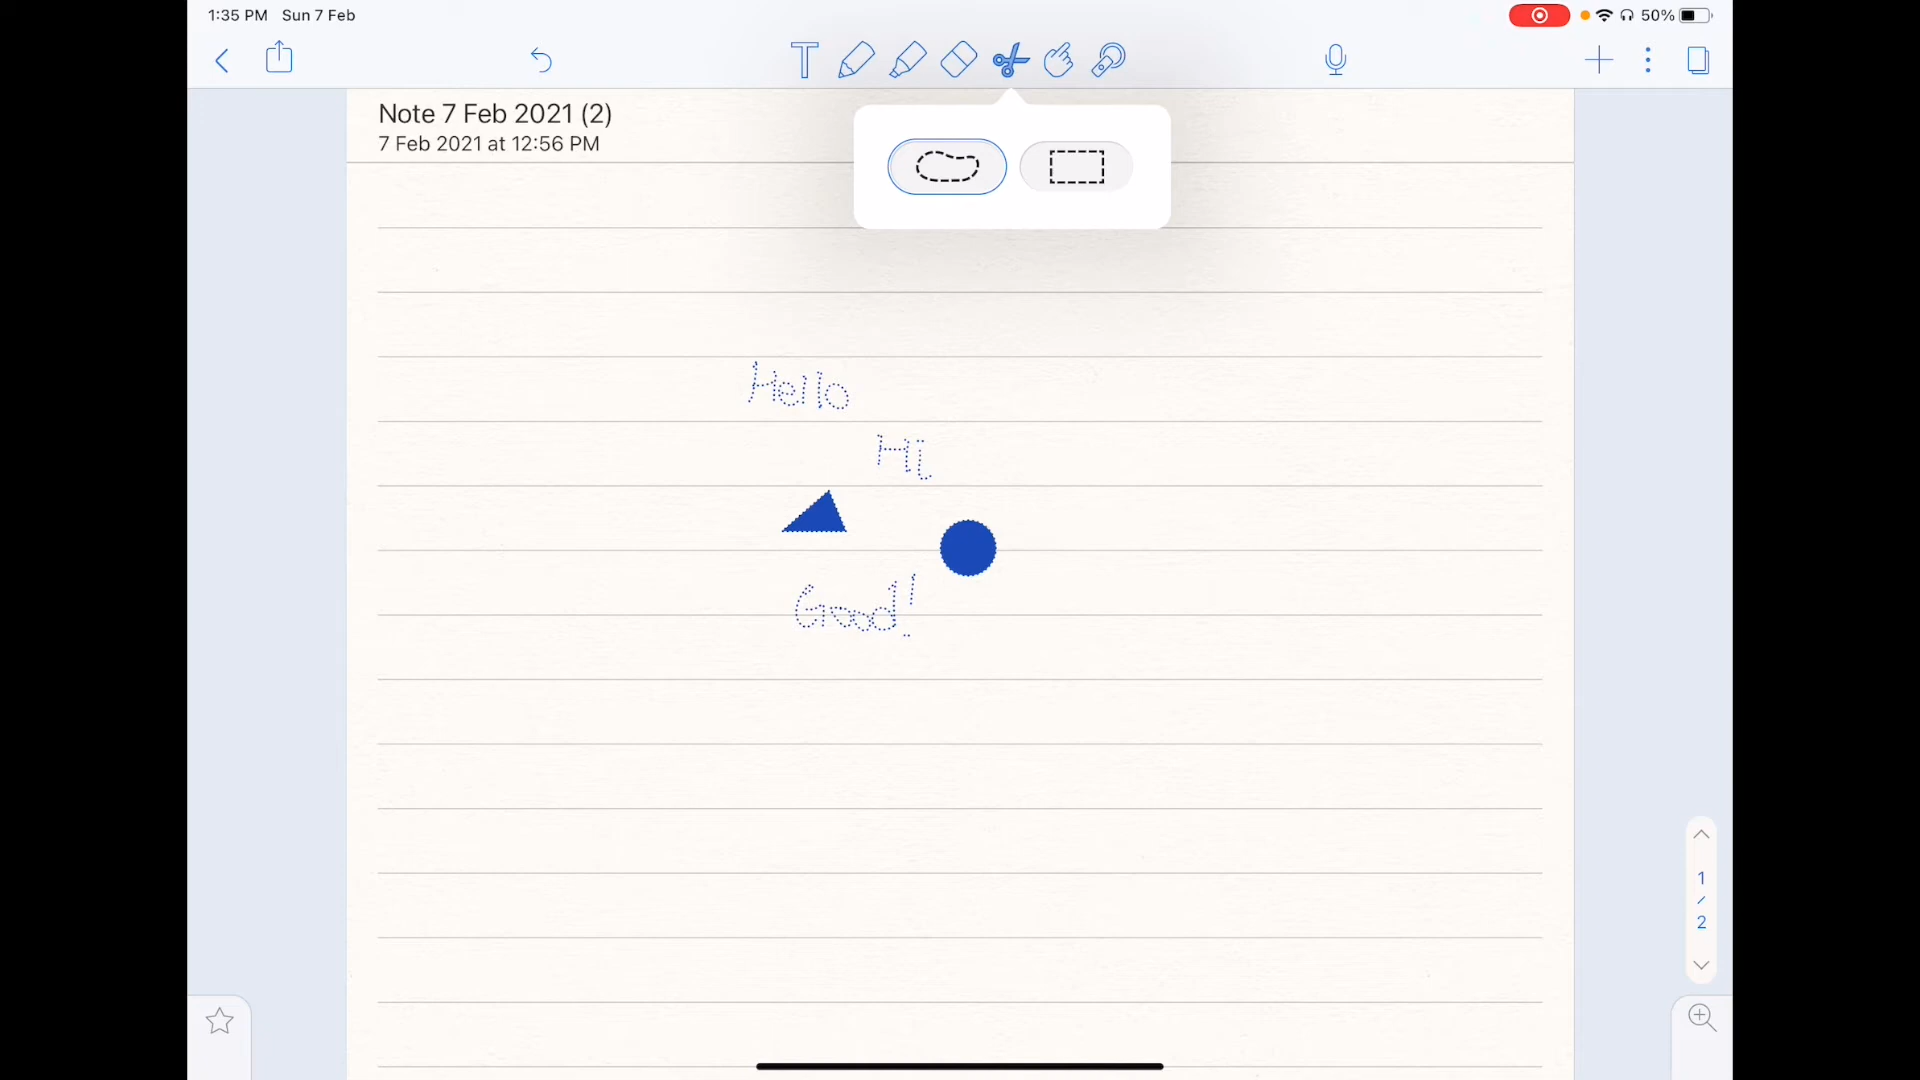 1:35 PM Sun 7 Feb
50%
T
Note 7 Feb 2021 (2)
7 Feb 2021 at 12:56 PM
Hello
Hi
Good!
1
/
2